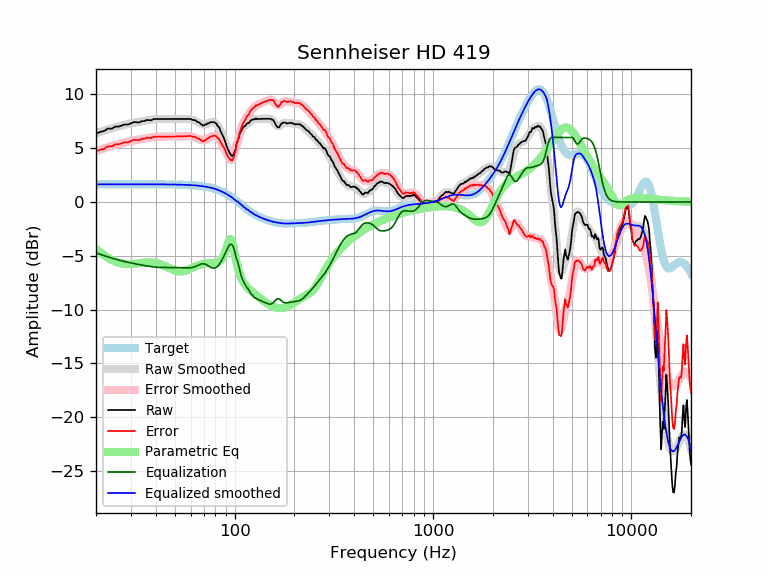 Sennheiser HD 419
Amplitude (dBr)
10
5
0
−5
−10
−15
−20
−25
Target
Raw Smoothed
Error Smoothed
Raw
Error
Parametric Eq
Equalization
Equalized smoothed
100
1000
10000
Frequency (Hz)